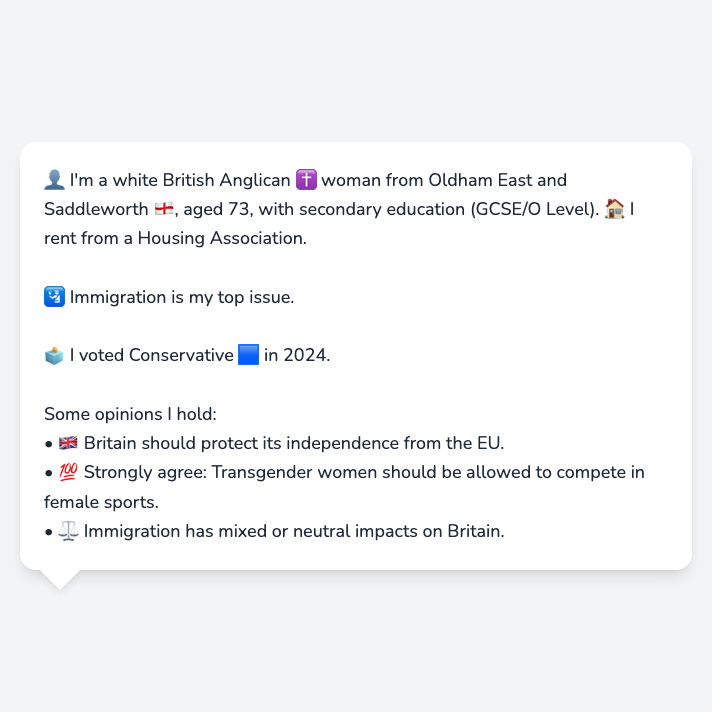 👤 I'm a white British Anglican ✝️ woman from Oldham East and
Saddleworth 🏴󠁧󠁢󠁥󠁮󠁧󠁿, aged 73, with secondary education (GCSE/O Level). 🏠 I
rent from a Housing Association.
🛂 Immigration is my top issue.
🗳️ I voted Conservative 🟦 in 2024.
Some opinions I hold:
• 🇬🇧 Britain should protect its independence from the EU.
• 💯 Strongly agree: Transgender women should be allowed to compete in
female sports.
• ⚖️ Immigration has mixed or neutral impacts on Britain.